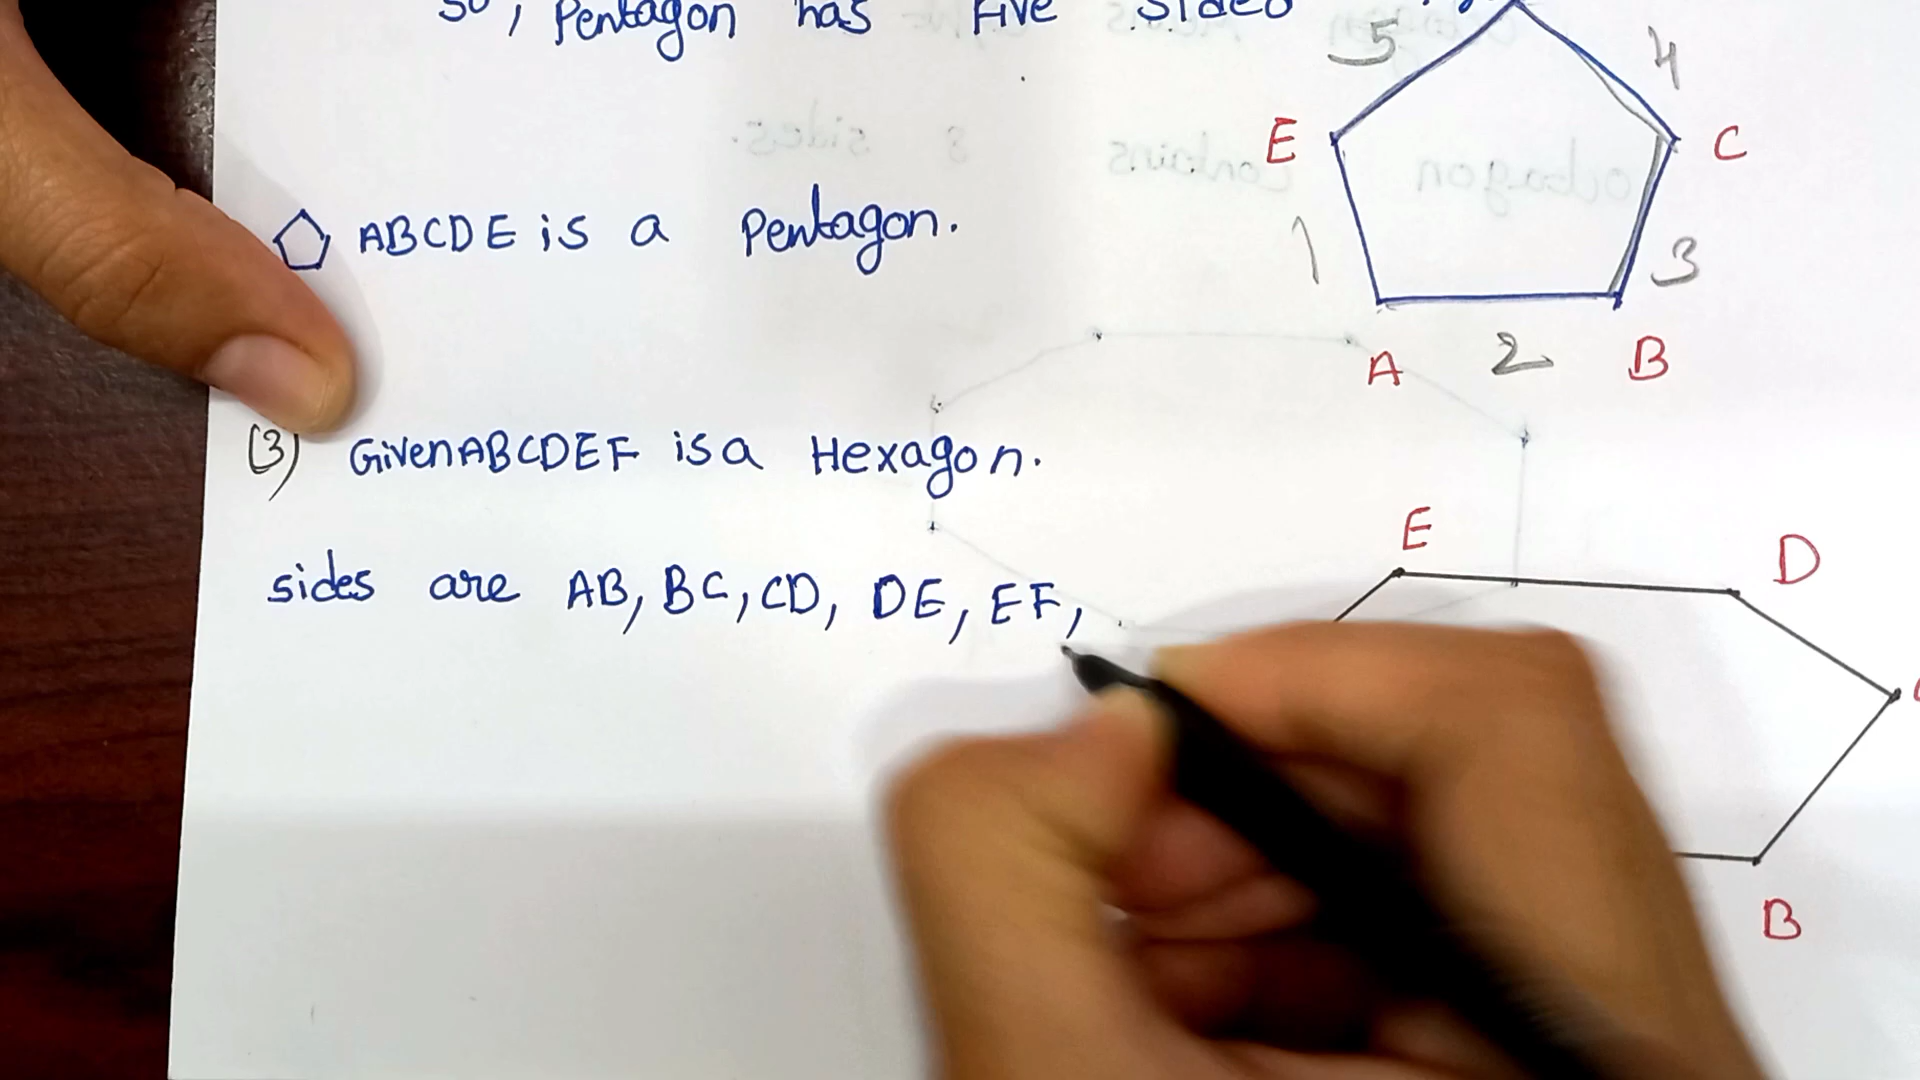 So, Pentagon has five sides
5
4
E
C
◯ ABCDE is a Pentagon.
1
3
A
2
B
(3) Given ABCDEF is a Hexagon.
E
D
sides are AB, BC, CD, DE, EF,
B